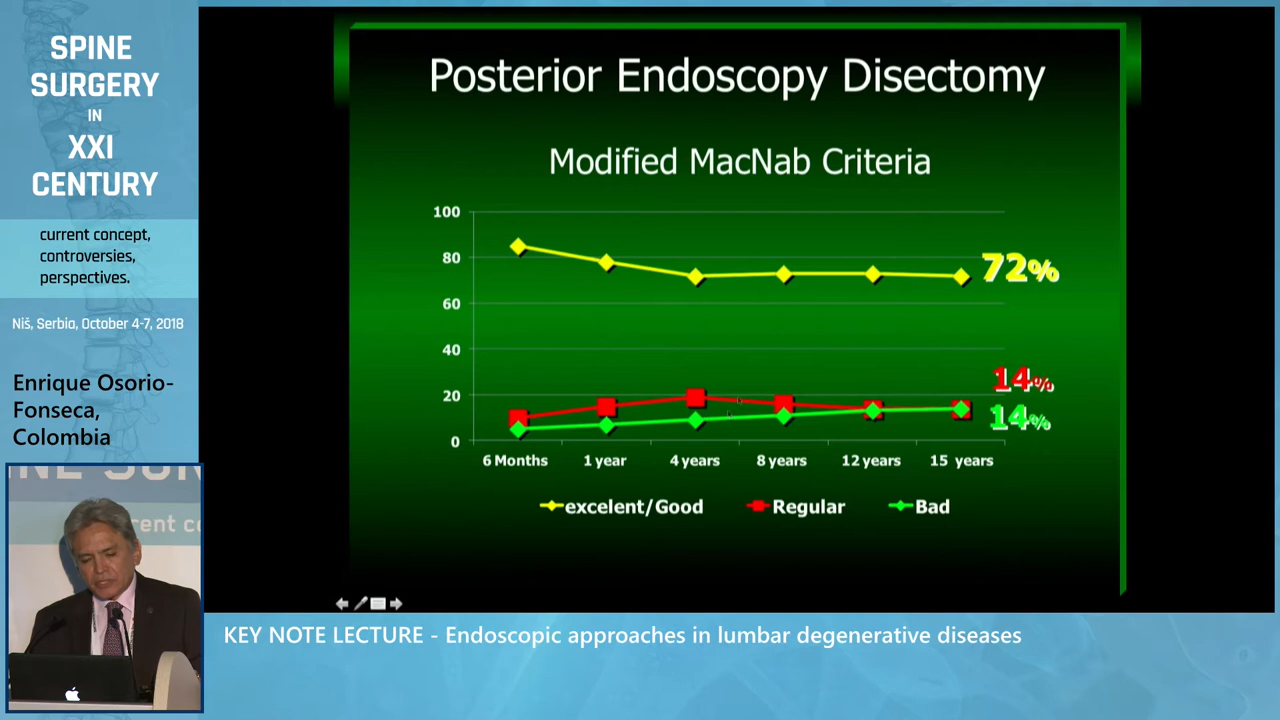 SPINE
SURGERY
IN
XXI
CENTURY
current concept,
controversies,
perspectives.
Niš, Serbia, October 4-7, 2018
Enrique Osorio-
Fonseca,
Colombia
Posterior Endoscopy Disectomy
Modified MacNab Criteria
100
80
60
40
20
0
72%
14%
14%
6 Months 1 year 4 years 8 years 12 years 15 years
excelent/Good Regular Bad
KEY NOTE LECTURE - Endoscopic approaches in lumbar degenerative diseases